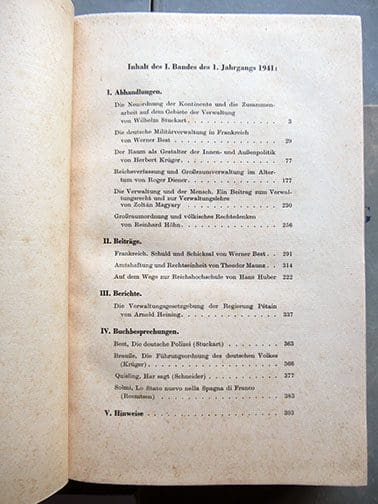 Inhalt des I. Bandes des 1. Jahrgangs 1941:
I. Abhandlungen.
Die Neuordnung der Kontinente und die Zusammen-
arbeit auf dem Gebiete der Verwaltung
von Wilhelm Stuckart . . . . . . . . . . . . 3
Die deutsche Militärverwaltung in Frankreich
von Werner Best . . . . . . . . . . . . 29
Der Raum als Gestalter der Innen- und Außenpolitik
von Herbert Krüger . . . . . . . . . . . . 77
Reichsverfassung und Großraumverwaltung im Alter-
tum von Roger Diener . . . . . . . . . . . . 177
Die Verwaltung und der Mensch. Ein Beitrag zum Verwal-
tungsrecht und zur Verwaltungslehre
von Zoltán Magyary . . . . . . . . . . . . 230
Großraumordnung und völkisches Rechtsdenken
von Reinhard Höhn . . . . . . . . . . . . 256
II. Beiträge.
Frankreich. Schuld und Schicksal von Werner Best . . . 291
Amtshaftung und Rechtseinheit von Theodor Maunz . . 314
Auf dem Wege zur Reichshochschule von Hans Huber 222
III. Berichte.
Die Verwaltungsgesetzgebung der Regierung Pétain
von Arnold Heining . . . . . . . . . . . . 337
IV. Buchbesprechungen.
Best, Die deutsche Polizei (Stuckart) . . . . . . 363
Brauße, Die Führungsordnung des deutschen Volkes
(Krüger) . . . . . . . . . . . . 366
Quisling, Har sagt (Schneider) . . . . . . . . 377
Solmi, Lo Stato nuovo nella Spagna di Franco
(Rosmtsen) . . . . . . . . . . . . 383
V. Hinweise . . . . . . . . . . . . 393